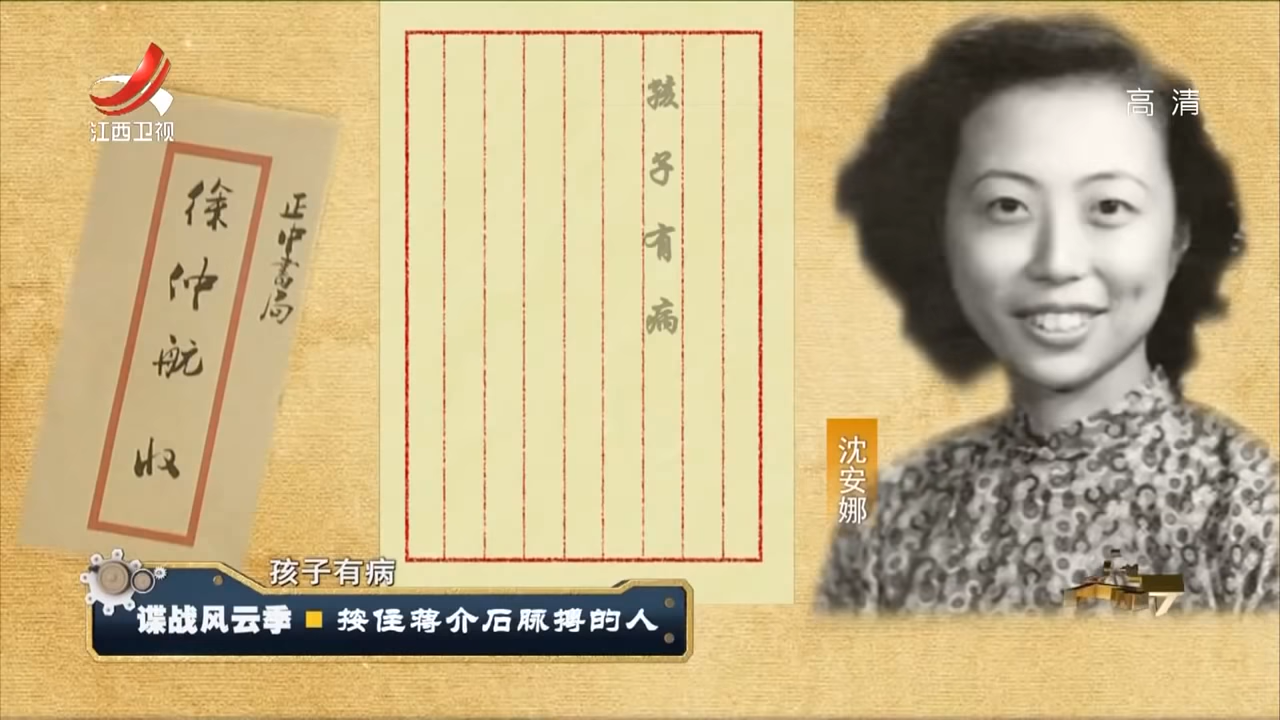 江西卫视
高清
正中书局
徐仲航 收
孩子有病
沈安娜
孩子有病
谍战风云季 ■ 按住蒋介石脉搏的人